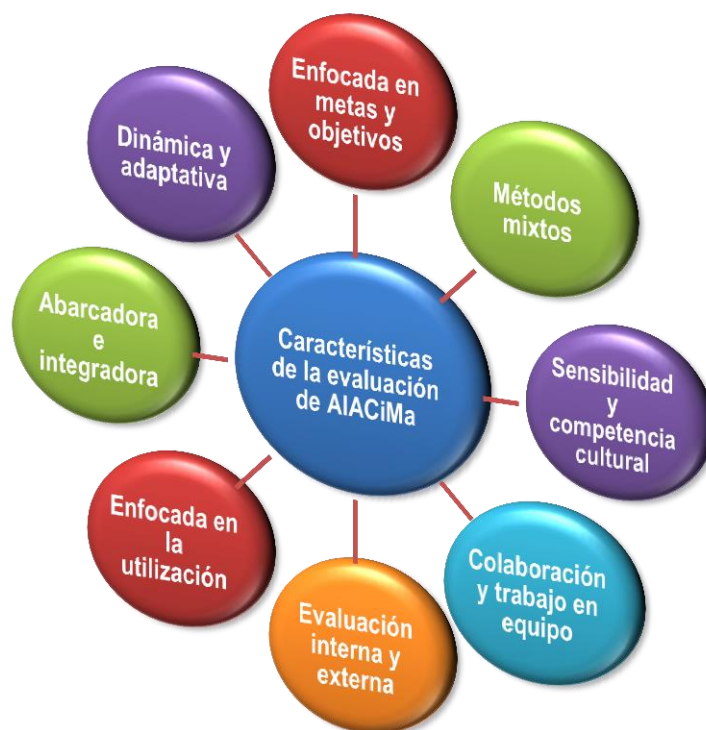 Enfocada en
metas y
objetivos
Métodos
mixtos
Sensibilidad
y
competencia
cultural
Colaboración
y trabajo en
equipo
Evaluación
interna y
externa
Enfocada en
la
utilización
Abarcadora
e
integradora
Dinámica y
adaptativa
Características
de la evaluación
de AlACiMa